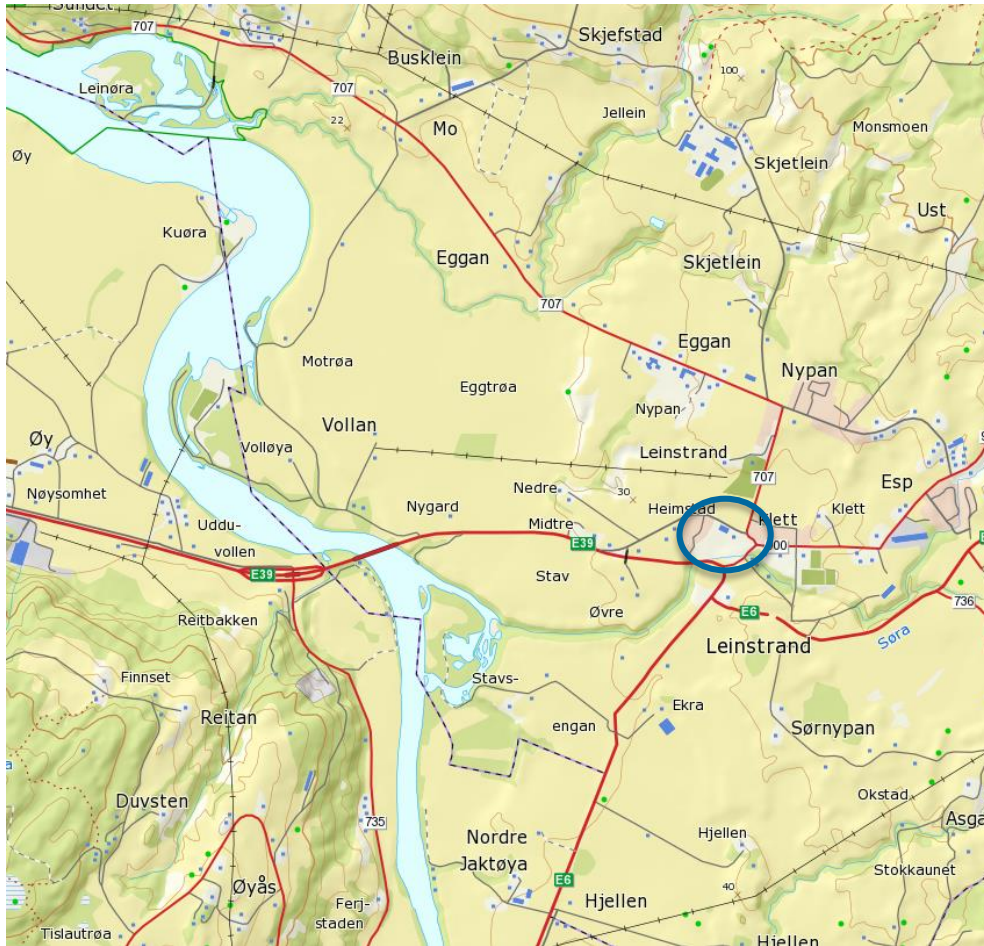 Sundet
707
Skjefstad
Busklein
Leinøra
100
707
Jellein
22
Mo
Monsmoen
Øy
Skjetlein
Ust
Kuøra
Eggan
Skjetlein
707
Eggan
Motrøa
Nypan
Eggtrøa
Nypan
Vollan
Øy
Volløya
Leinstrand
707
Esp
Nøysomhet
Nedre
30
Heimstad
Nygard
Klett
Klett
Uddu-
vollen
Midtre
E39
E39
Stav
Reitbakken
Øvre
E6
736
Søra
Leinstrand
Finnset
Stavs-
engan
Ekra
Reitan
Sørnypan
Duvsten
735
Okstad
Nordre
Jaktøya
Hjellen
Stokkaunet
E6
40
Øyås
Hjellen
Ferj-
staden
Tislautrøa
Hjellen